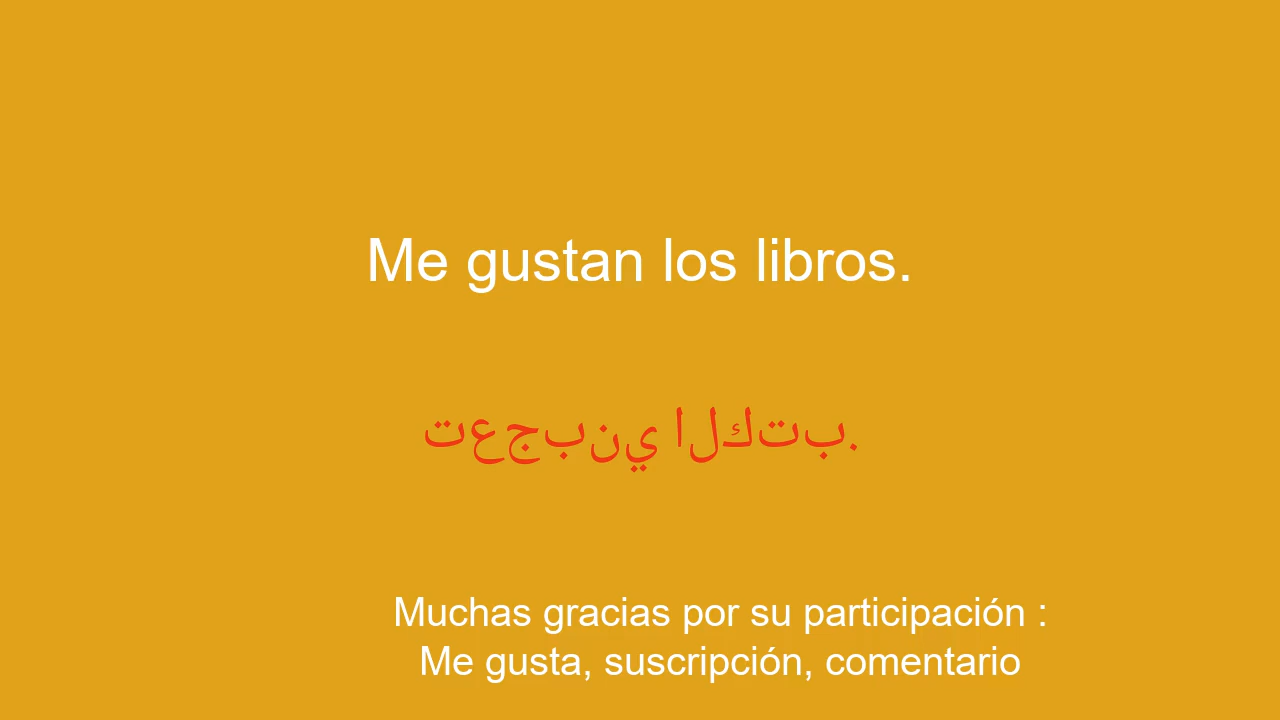 Me gustan los libros.
تعجبني الكتب.
Muchas gracias por su participación :
Me gusta, suscripción, comentario